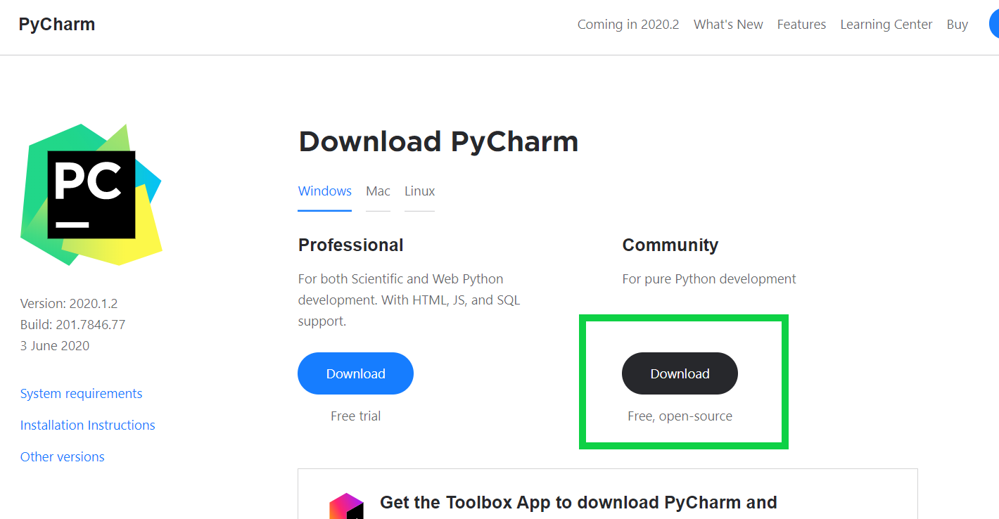 PyCharm
Coming in 2020.2 What's New Features Learning Center Buy
PC
Version: 2020.1.2
Build: 201.7846.77
3 June 2020
System requirements
Installation Instructions
Other versions
Download PyCharm
Windows Mac Linux
Professional
For both Scientific and Web Python
development. With HTML, JS, and SQL
support.
Download
Free trial
Community
For pure Python development
Download
Free, open-source
Get the Toolbox App to download PyCharm and